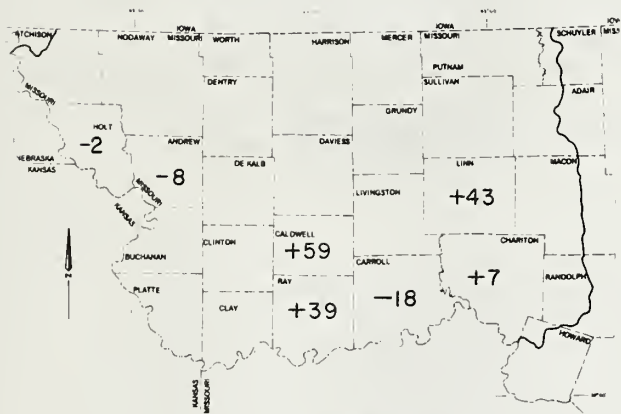 IOWA
MISSOURI
IOWA
MISSOURI
ATCHISON
NODAWAY
WORTH
HARRISON
MERCER
PUTNAM
SCHUYLER
DENTRY
SULLIVAN
ADAIR
MISSOURI
GRUNDY
HOLT
-2
ANDREW
-8
DE KALB
DAVIESS
LINN
+43
MACON
NEBRASKA
KANSAS
MISSOURI
KANSAS
LIVINGSTON
CLINTON
CALDWELL
+59
CHARITON
+7
BUCHANAN
CARROLL
-18
RANDOLPH
PLATTE
RAY
+39
CLAY
HOWARD
KANSAS
MISSOURI